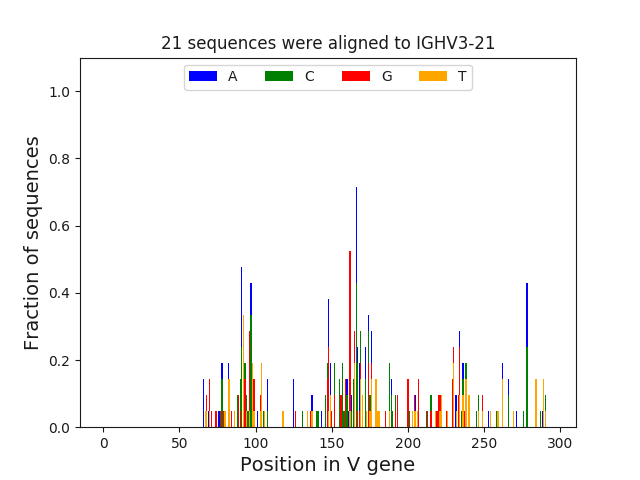 21 sequences were aligned to IGHV3-21
A C G T
1.0
0.8
0.6
0.4
0.2
0.0
Fraction of sequences
0 50 100 150 200 250 300
Position in V gene